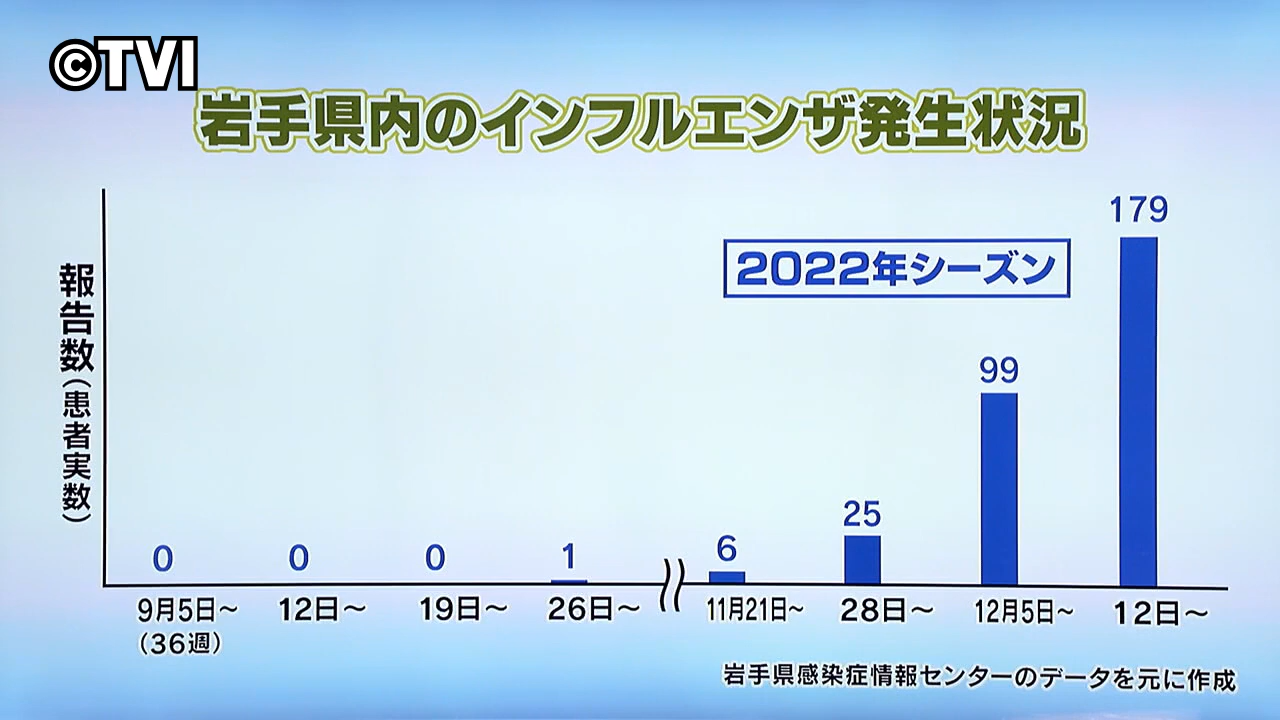 ©TVI
岩手県内のインフルエンザ発生状況
2022年シーズン
報告数(患者実数)
0
0
0
1
6
25
99
179
9月5日～
(36週)
12日～
19日～
26日～
11月21日～
28日～
12月5日～
12日～
岩手県感染症情報センターのデータを元に作成